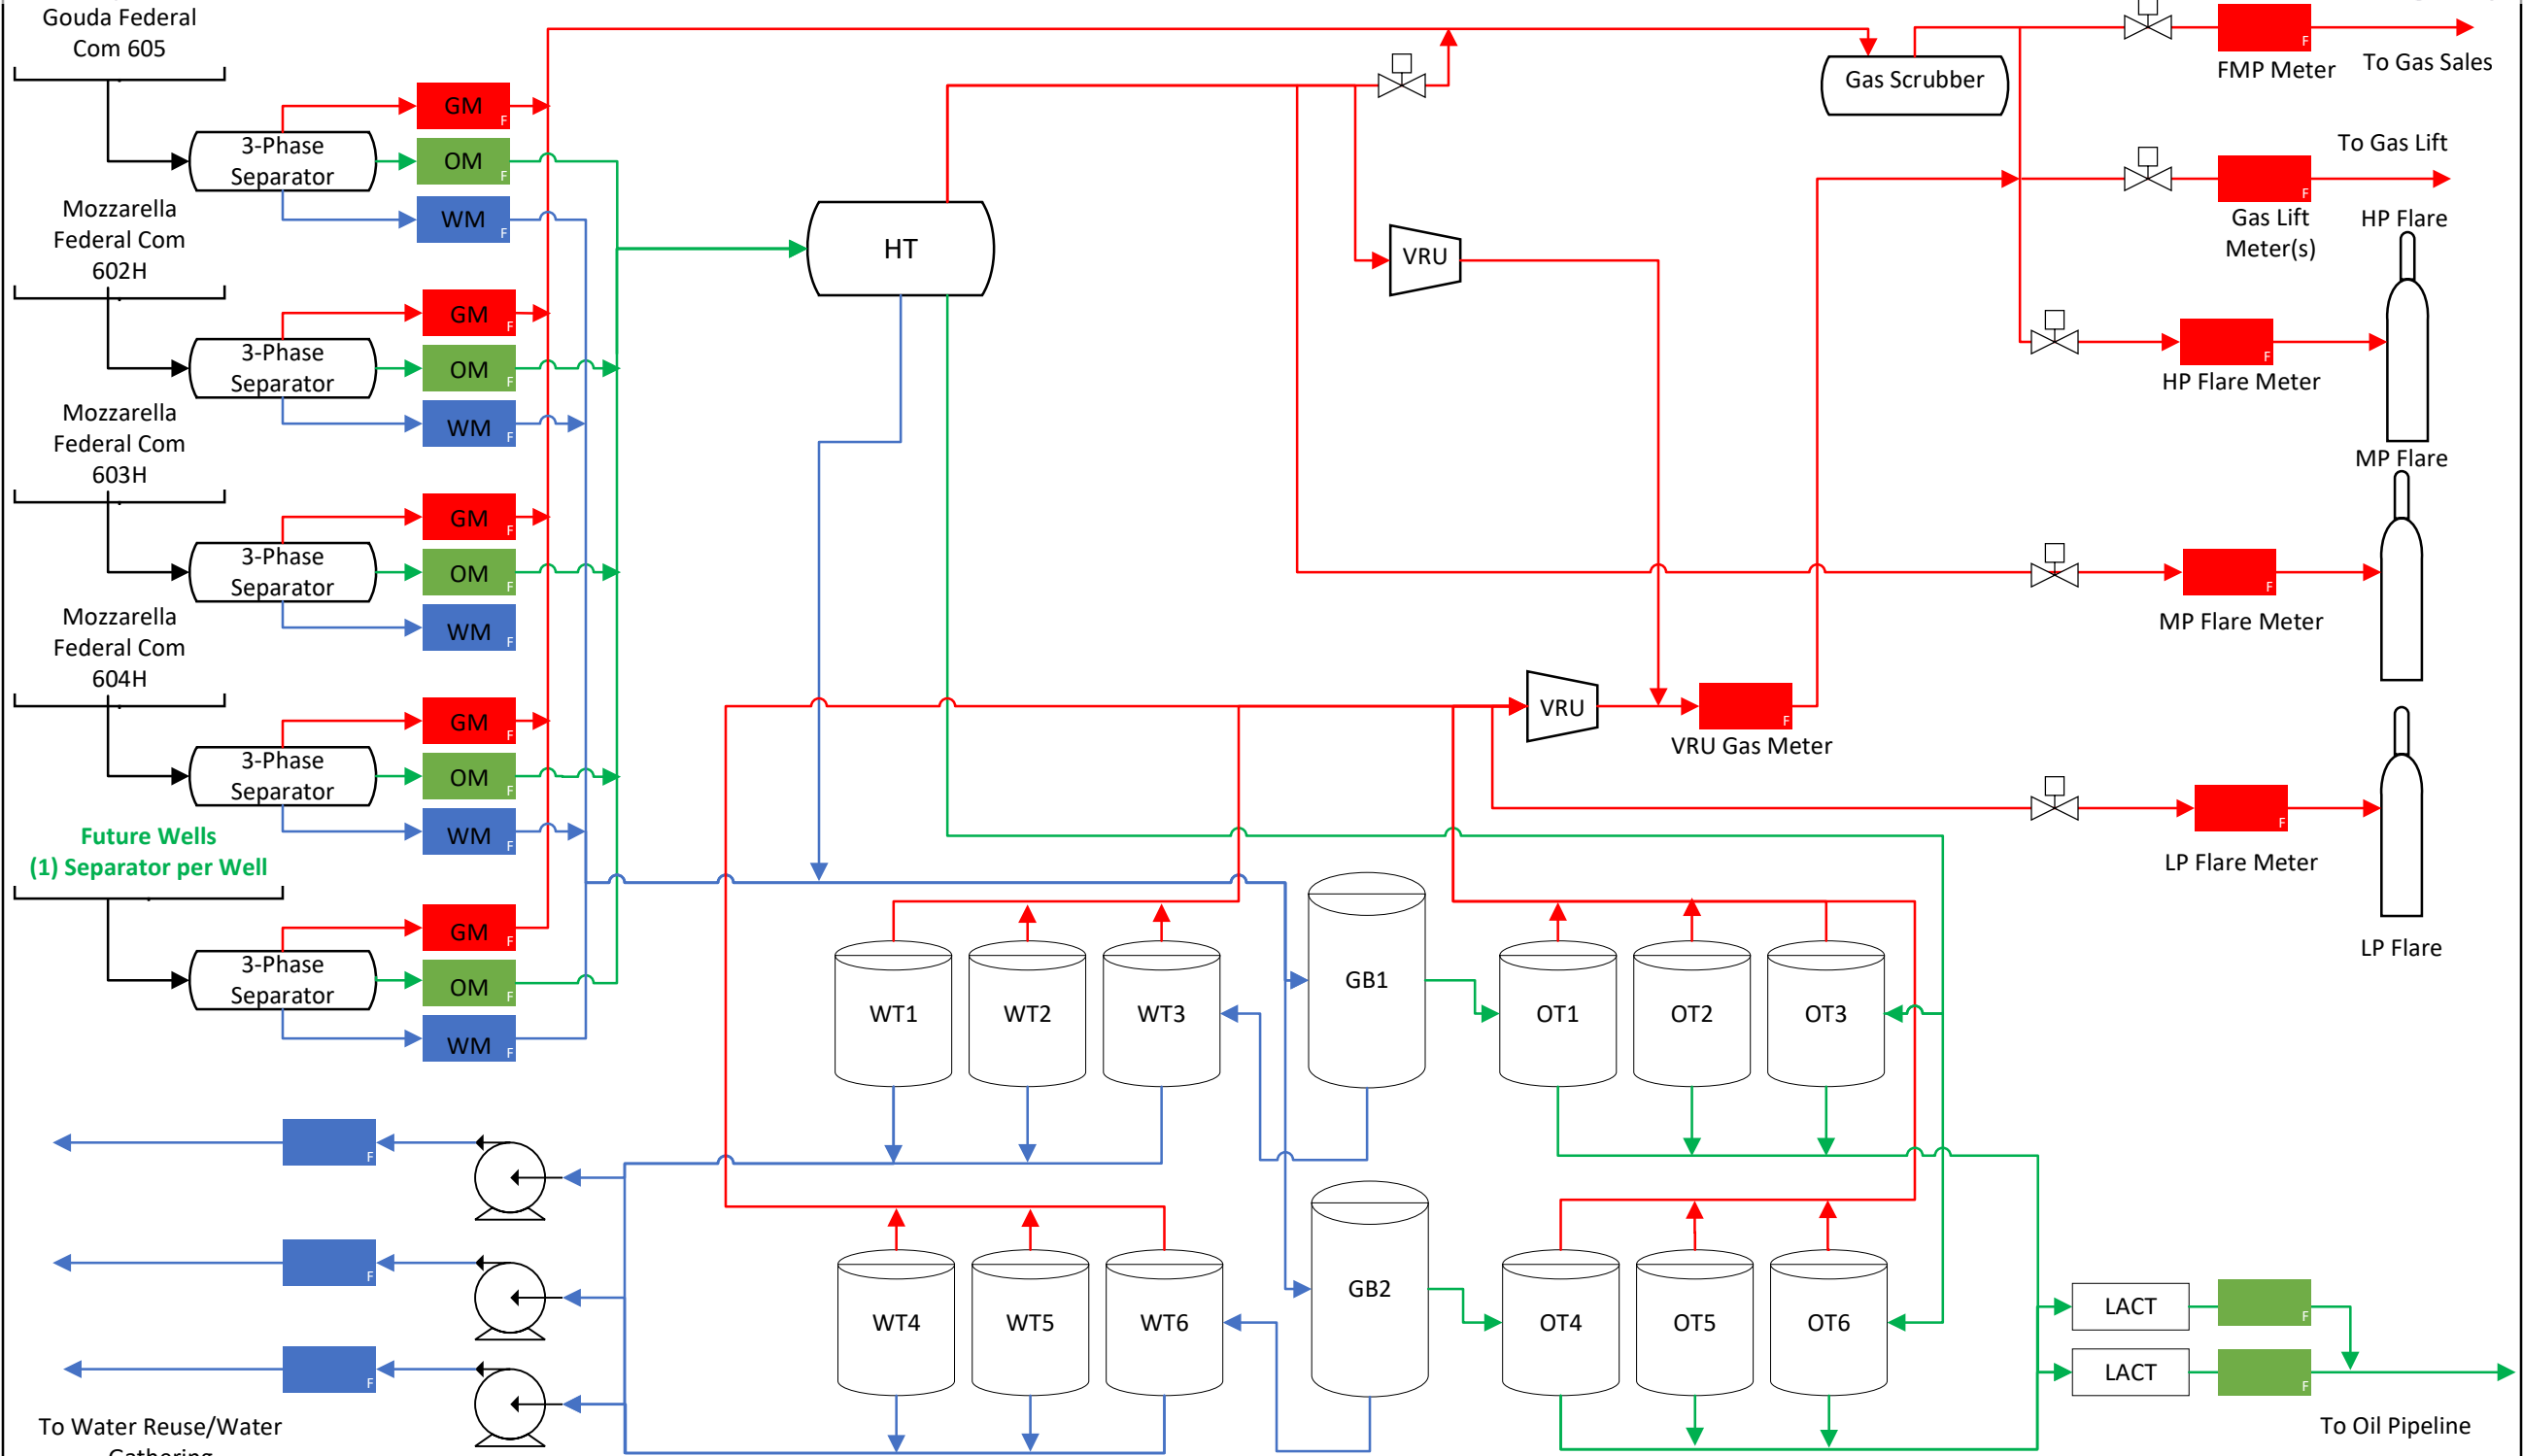 Gouda Federal
Com 605
GM
F
3-Phase
Separator
OM
F
WM
F
Mozzarella
Federal Com
602H
GM
F
3-Phase
Separator
OM
F
WM
F
Mozzarella
Federal Com
603H
GM
F
3-Phase
Separator
OM
F
WM
F
Mozzarella
Federal Com
604H
GM
F
3-Phase
Separator
OM
F
WM
F
Future Wells
(1) Separator per Well
GM
F
3-Phase
Separator
OM
F
WM
F
HT
VRU
Gas Scrubber
F
FMP Meter
To Gas Sales
To Gas Lift
F
Gas Lift
Meter(s)
HP Flare
F
HP Flare Meter
MP Flare
F
MP Flare Meter
VRU
F
VRU Gas Meter
F
LP Flare Meter
LP Flare
WT1
WT2
WT3
GB1
OT1
OT2
OT3
WT4
WT5
WT6
GB2
OT4
OT5
OT6
F
F
F
To Water Reuse/Water
LACT
F
LACT
F
To Oil Pipeline